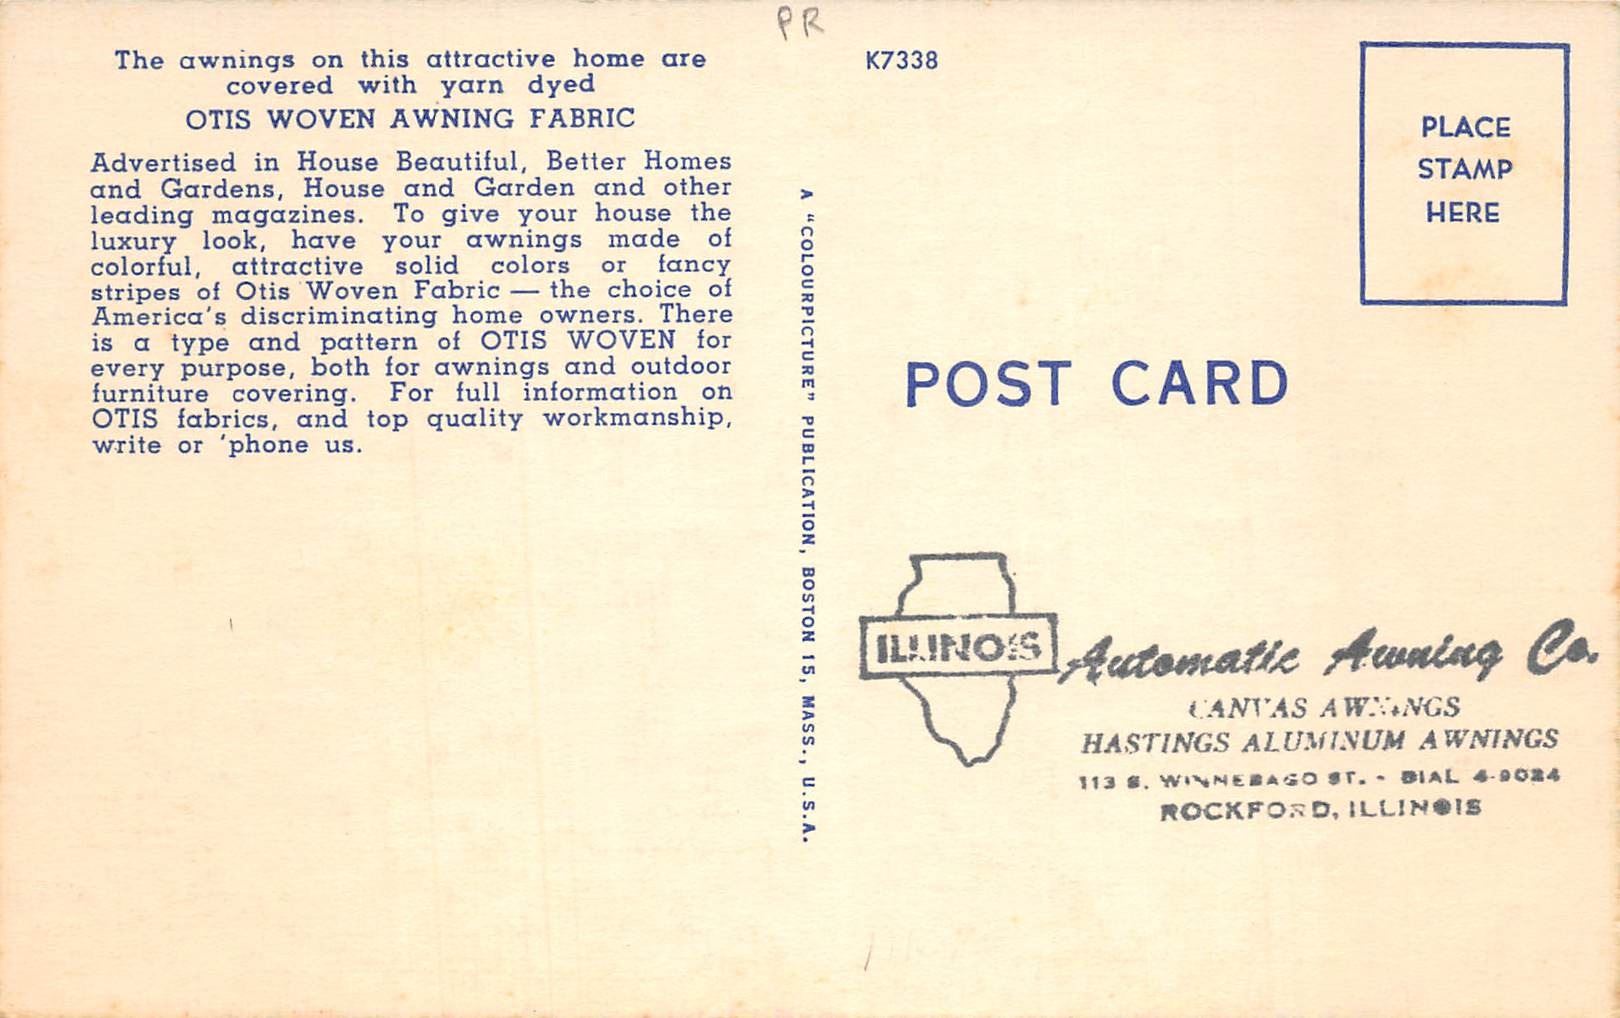 PR
The awnings on this attractive home are
covered with yarn dyed
OTIS WOVEN AWNING FABRIC
Advertised in House Beautiful, Better Homes
and Gardens, House and Garden and other
leading magazines. To give your house the
luxury look, have your awnings made of
colorful, attractive solid colors or fancy
stripes of Otis Woven Fabric — the choice of
America's discriminating home owners. There
is a type and pattern of OTIS WOVEN for
every purpose, both for awnings and outdoor
furniture covering. For full information on
OTIS fabrics, and top quality workmanship,
write or 'phone us.
A "COLOURPICTURE" PUBLICATION, BOSTON 15, MASS., U.S.A.
K7338
PLACE
STAMP
HERE
POST CARD
ILLINOIS
Automatic Awning Co.
CANVAS AWNINGS
HASTINGS ALUMINUM AWNINGS
113 S. WINNEBAGO ST. - DIAL 4-9024
ROCKFORD, ILLINOIS